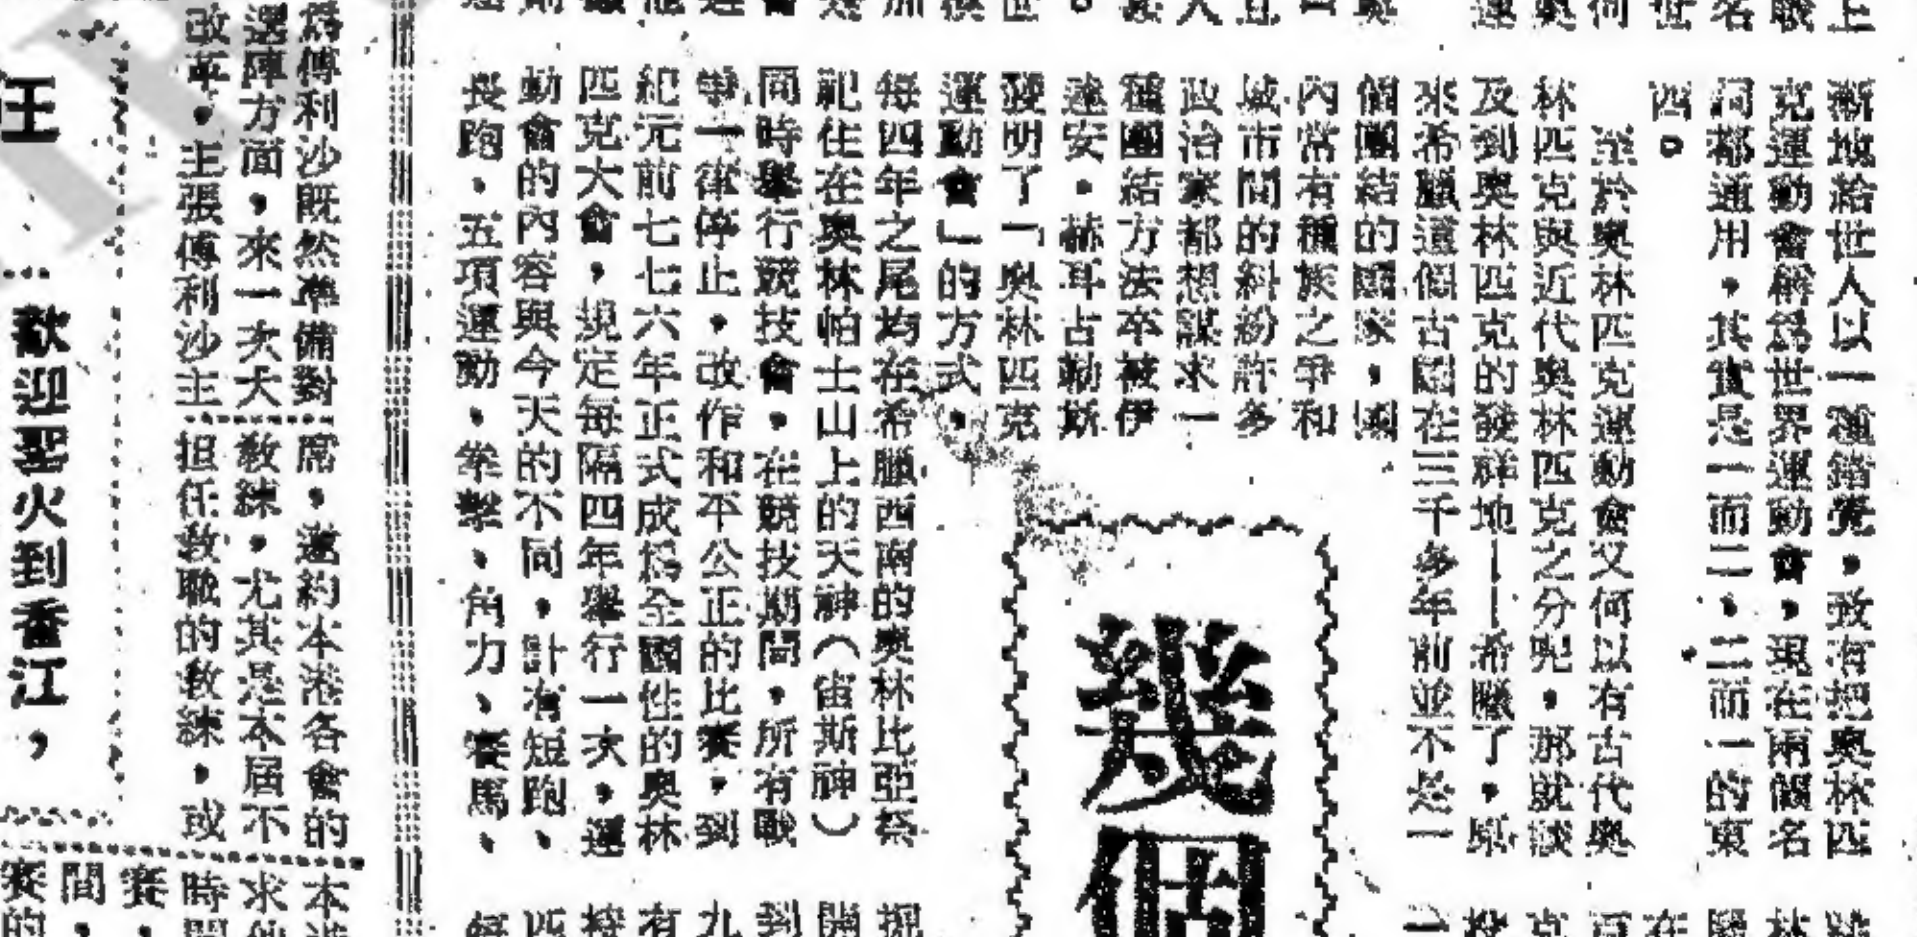 漸地給世人以一種錯覺，致有把奧林匹
克運動會稱爲世界運動會，現在兩個名
詞都通用，其實是一而二，二而一的東
西。
至於奧林匹克運動會又何以有古代奧
林匹克與近代奧林匹克之分呢，那就談
及到奧林匹克的發祥地——希臘了，原
來希臘這個古國在三千多年前並不是一
個團結的國家，國
內常有種族之爭和
城市間的糾紛許多
政治家都想謀求一
種團結方法卒被伊
達安・赫耳古勒斯
發明了「奧林匹克
運動會」的方式，
每四年之尾均在希臘西南的奧林比亞祭
祀住在奧林帕士山上的天神（宙斯神）
同時舉行競技會，在競技期間，所有戰
爭一律停止，改作和平公正的比賽，到
紀元前七七六年正式成爲全國性的奧林
匹克大會，規定每隔四年舉行一次，運
動會的內容與今天的不同，計有短跑、
長跑、五項運動、拳擊、角力、賽馬、
幾個
爲傅利沙既然準備對
選陣方面，來一次大
改革，主張傅利沙主
席，邀約本港各會的
教練，尤其是本屆不
担任教職的教練，或
歡迎聖火到香江，